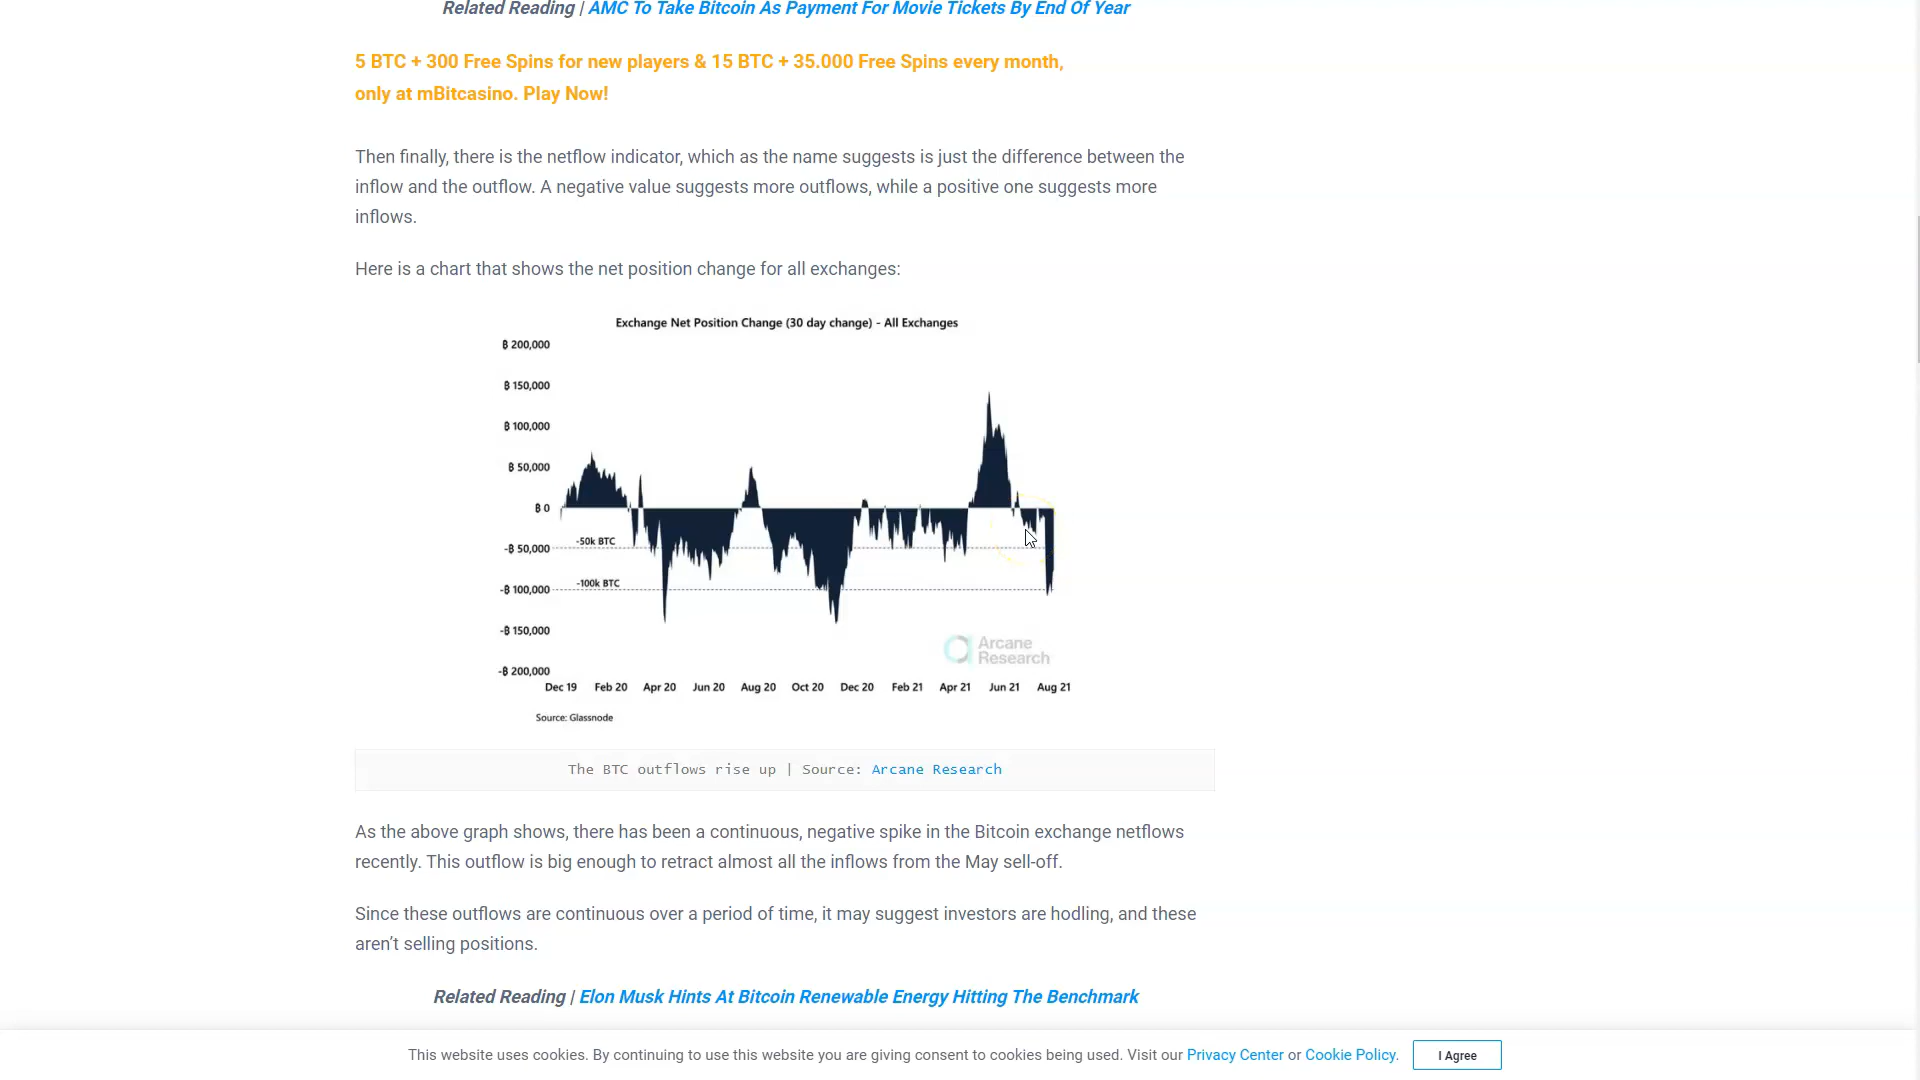 Related Reading | AMC To Take Bitcoin As Payment For Movie Tickets By End Of Year
5 BTC + 300 Free Spins for new players & 15 BTC + 35.000 Free Spins every month,
only at mBitcasino. Play Now!
Then finally, there is the netflow indicator, which as the name suggests is just the difference between the
inflow and the outflow. A negative value suggests more outflows, while a positive one suggests more
inflows.
Here is a chart that shows the net position change for all exchanges:
Exchange Net Position Change (30 day change) - All Exchanges
₿ 200,000
₿ 150,000
₿ 100,000
₿ 50,000
₿ 0
-50k BTC
-₿ 50,000
-100k BTC
-₿ 100,000
-₿ 150,000
Arcane
Research
-₿ 200,000
Dec 19 Feb 20 Apr 20 Jun 20 Aug 20 Oct 20 Dec 20 Feb 21 Apr 21 Jun 21 Aug 21
Source: Glassnode
The BTC outflows rise up | Source: Arcane Research
As the above graph shows, there has been a continuous, negative spike in the Bitcoin exchange netflows
recently. This outflow is big enough to retract almost all the inflows from the May sell-off.
Since these outflows are continuous over a period of time, it may suggest investors are hodling, and these
aren’t selling positions.
Related Reading | Elon Musk Hints At Bitcoin Renewable Energy Hitting The Benchmark
This website uses cookies. By continuing to use this website you are giving consent to cookies being used. Visit our Privacy Center or Cookie Policy. I Agree